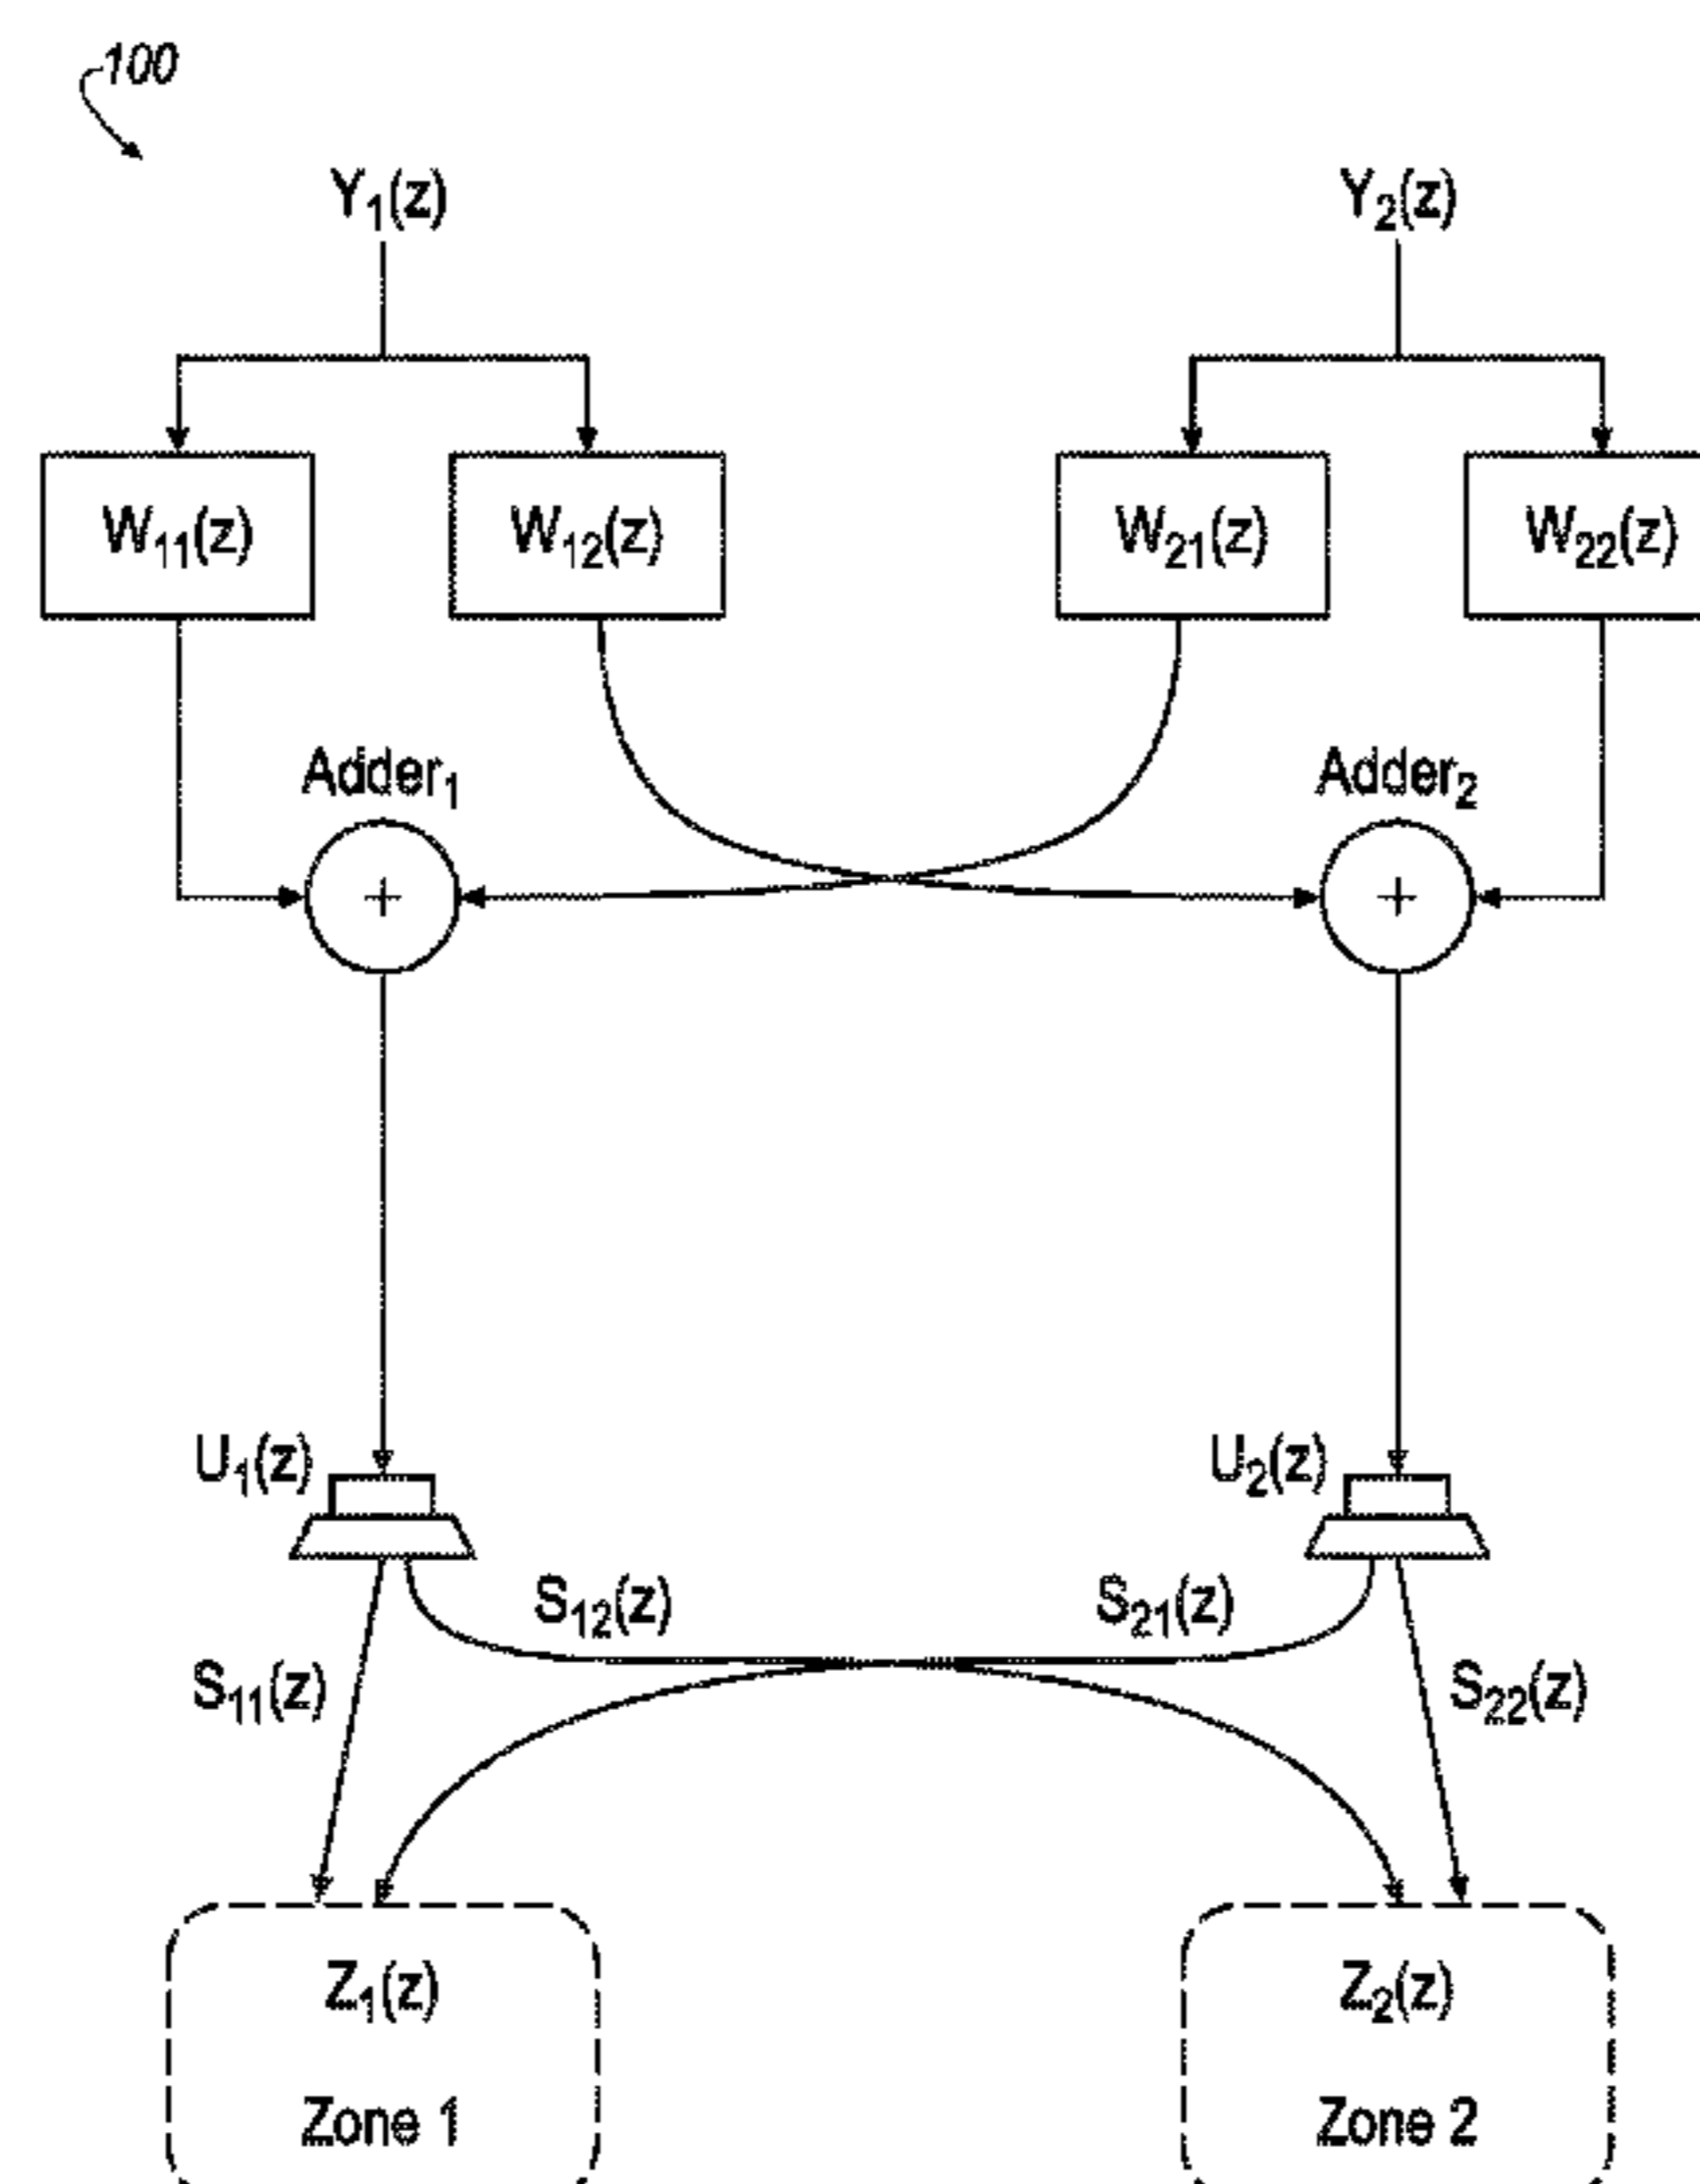 100
Y₁(z) Y₂(z)
W₁₁(z) W₁₂(z) W₂₁(z) W₂₂(z)
Adder₁ Adder₂
+ +
U₁(z) U₂(z)
S₁₂(z) S₂₁(z)
S₁₁(z) S₂₂(z)
Z₁(z) Z₂(z)
Zone 1 Zone 2